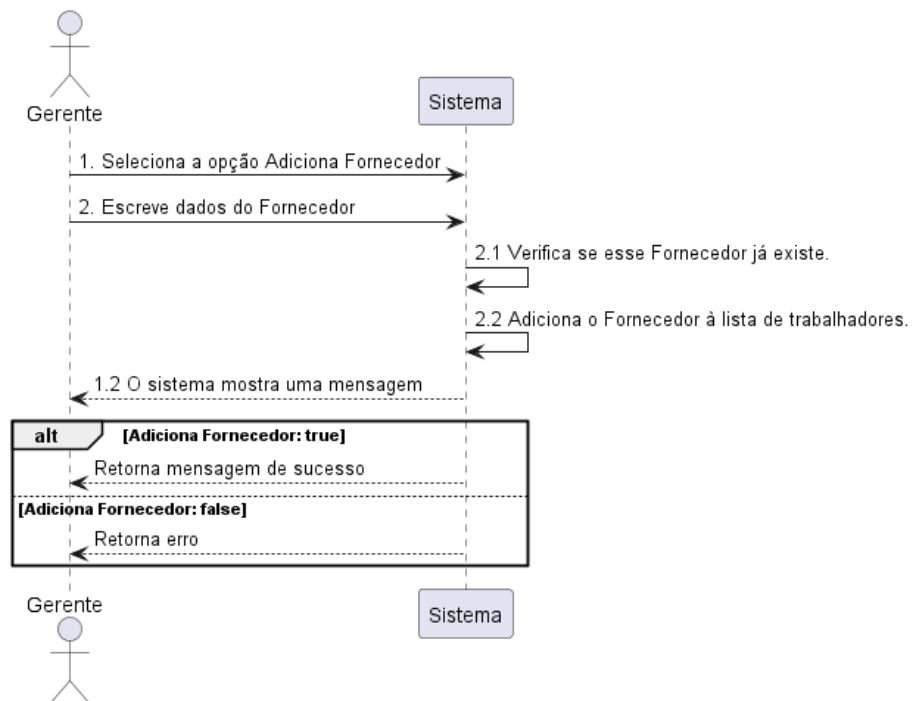 Gerente
Sistema
1. Seleciona a opção Adiciona Fornecedor
2. Escreve dados do Fornecedor
2.1 Verifica se esse Fornecedor já existe.
2.2 Adiciona o Fornecedor à lista de trabalhadores.
1.2 O sistema mostra uma mensagem
alt [Adiciona Fornecedor: true]
Retorna mensagem de sucesso
[Adiciona Fornecedor: false]
Retorna erro
Gerente
Sistema